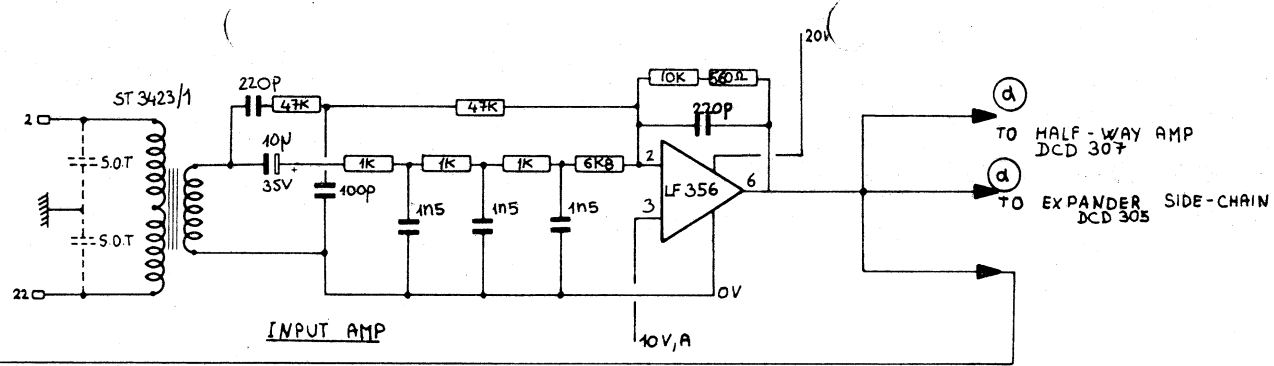 20V
10K
560Ω
ST 3423/1
220P
47K
47K
220p
a
2
S.O.T
10µ
TO HALF-WAY AMP
DCD 307
+
35V
1K
1K
1K
6K8
2
LF 356
6
a
100p
3
TO EXPANDER SIDE-CHAIN
DCD 305
1n5
1n5
1n5
S.O.T
22
0V
INPUT AMP
10V,A